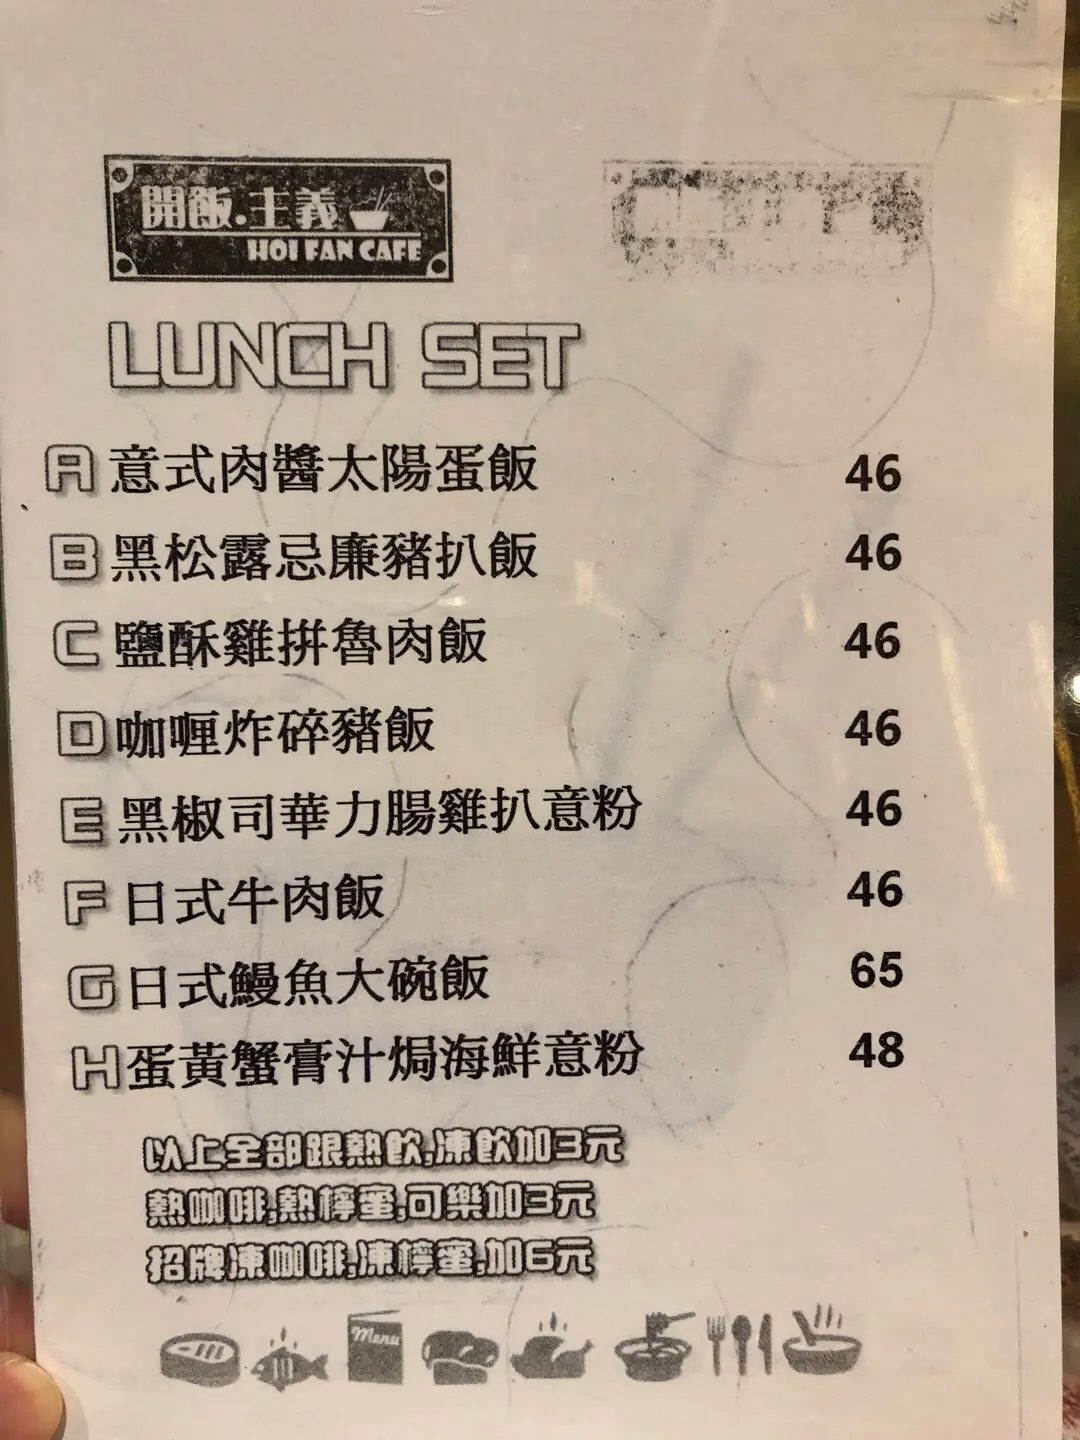 開飯.主義
HOI FAN CAFE
LUNCH SET
A 意式肉醬太陽蛋飯 46
B 黑松露忌廉豬扒飯 46
C 鹽酥雞拼魯肉飯 46
D 咖喱炸碎豬飯 46
E 黑椒司華力腸雞扒意粉 46
F 日式牛肉飯 46
G 日式鰻魚大碗飯 65
H 蛋黃蟹膏汁焗海鮮意粉 48
以上全部跟熱飲,凍飲加3元
熱咖啡,熱檸蜜,可樂加3元
招牌凍咖啡,凍檸蜜,加6元
Menu